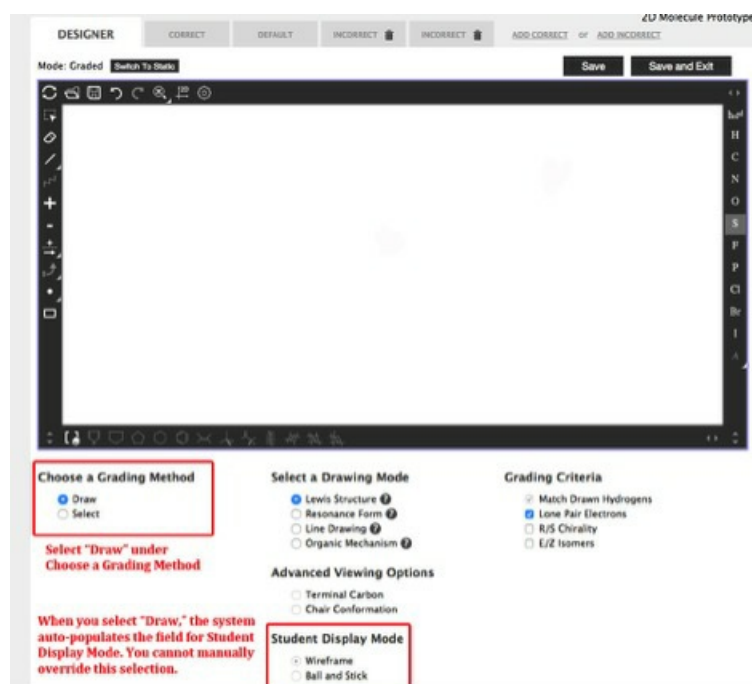 2D Molecule Prototype
DESIGNER CORRECT DEFAULT INCORRECT INCORRECT ADD CORRECT or ADD INCORRECT
Mode: Graded Switch To Static Save Save and Exit
H
C
N
O
S
F
P
Cl
Br
I
A
Choose a Grading Method Select a Drawing Mode Grading Criteria
Draw Lewis Structure ? Match Drawn Hydrogens
Select Resonance Form ? Lone Pair Electrons
Line Drawing ? R/S Chirality
Organic Mechanism ? E/Z Isomers
Select "Draw" under
Choose a Grading Method
Advanced Viewing Options
Terminal Carbon
Chair Conformation
When you select "Draw," the system
auto-populates the field for Student
Display Mode. You cannot manually
override this selection.
Student Display Mode
Wireframe
Ball and Stick